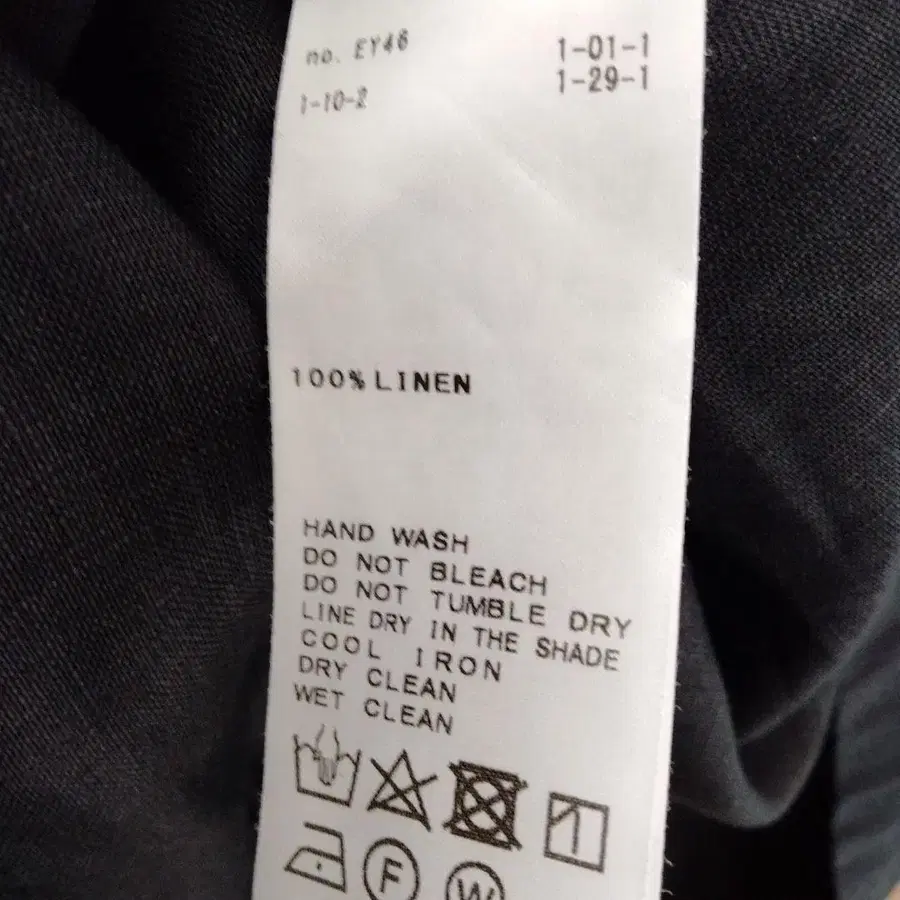 no. EY46
1-01-1
1-10-2
1-29-1
100% LINEN
HAND WASH
DO NOT BLEACH
DO NOT TUMBLE DRY
LINE DRY IN THE SHADE
COOL IRON
DRY CLEAN
WET CLEAN
F
W